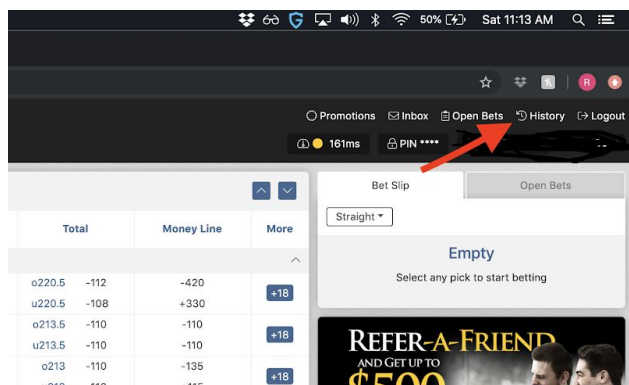 50% Sat 11:13 AM
R
Promotions Inbox Open Bets History Logout
161ms PIN ****
Bet Slip Open Bets
Total Money Line More
Straight
Empty
Select any pick to start betting
o220.5 -112 -420 +18
u220.5 -108 +330
o213.5 -110 -110 +18
u213.5 -110 -110
o213 -110 -135 +18
REFER-A-FRIEND
AND GET UP TO
$500